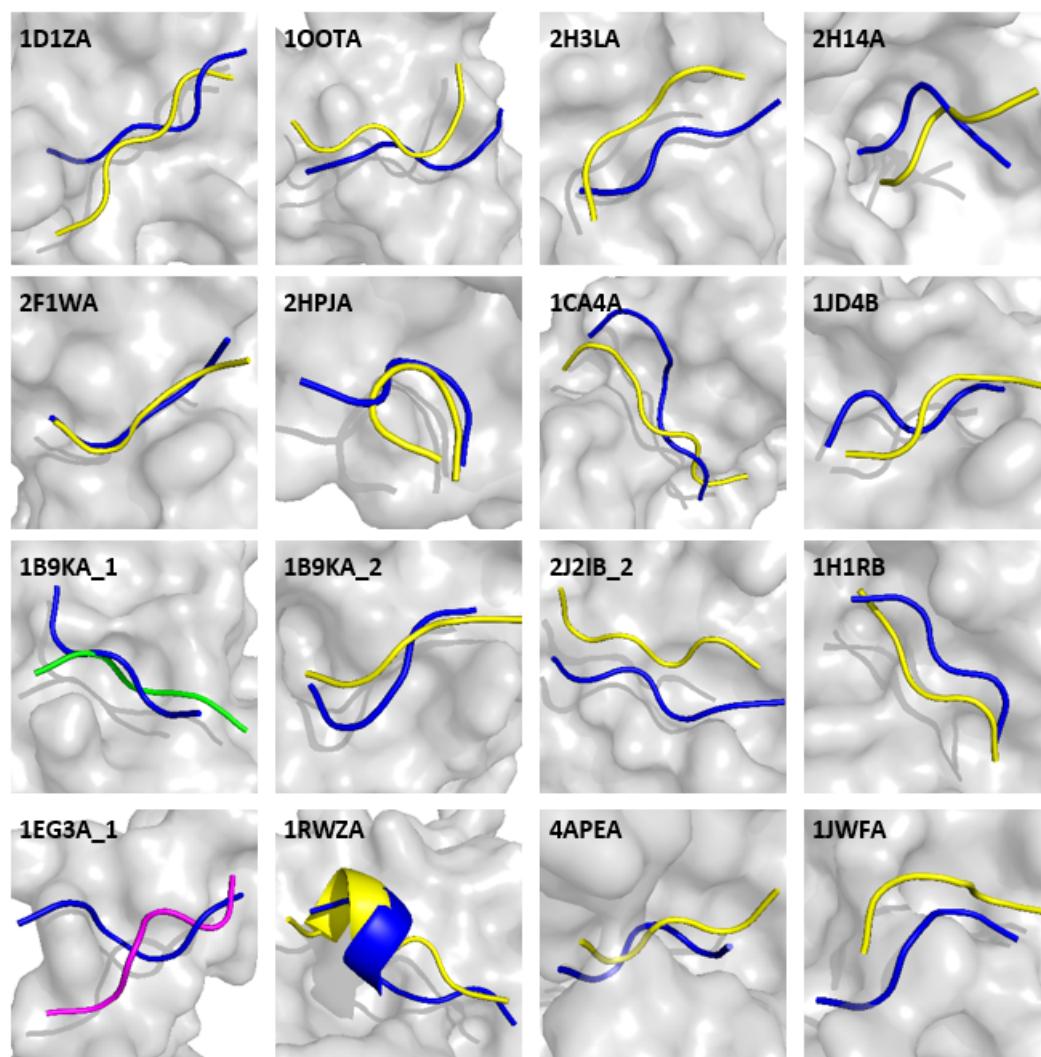 1D1ZA
1OOTA
2H3LA
2H14A
2F1WA
2HPJA
1CA4A
1JD4B
1B9KA_1
1B9KA_2
2J2IB_2
1H1RB
1EG3A_1
1RWZA
4APEA
1JWFA